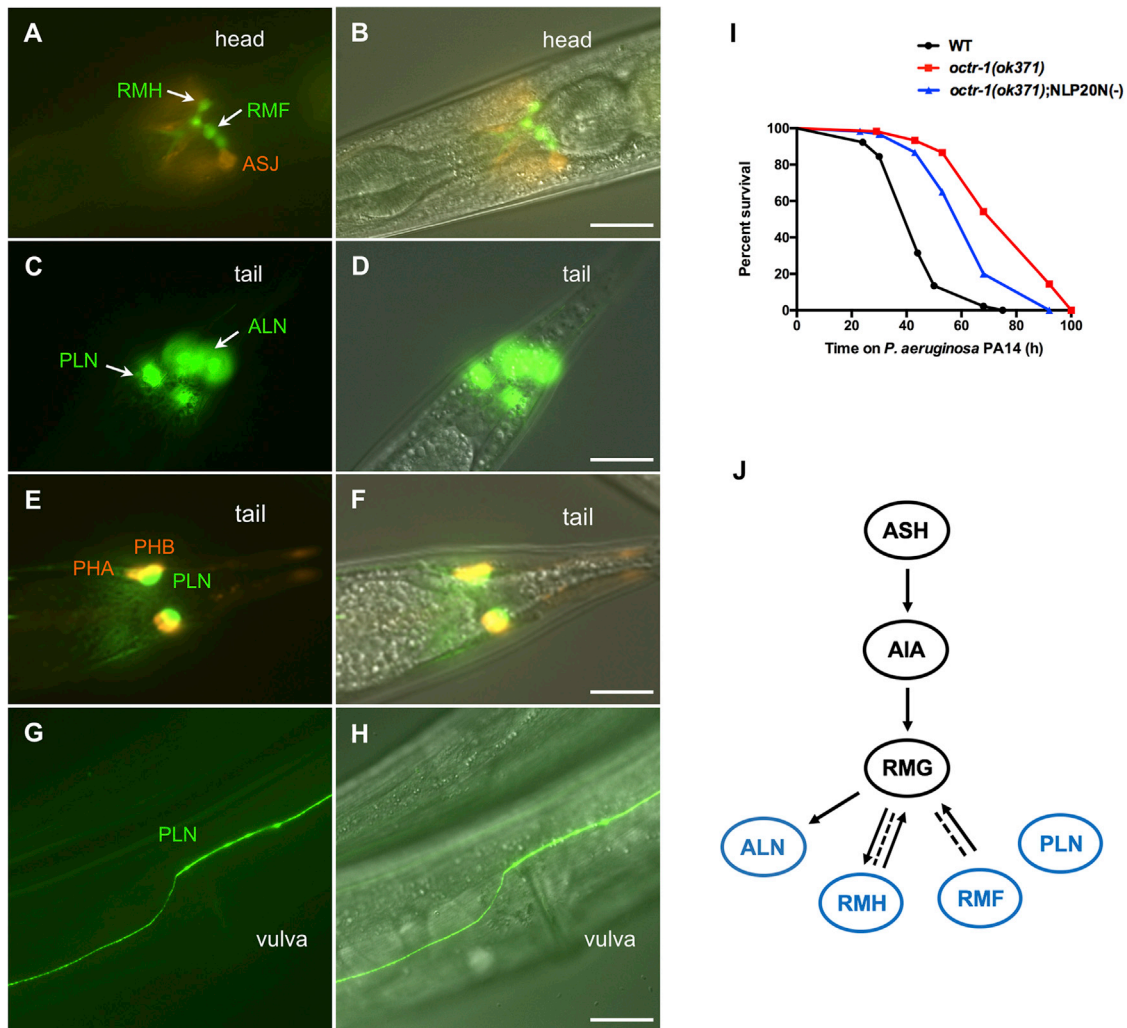 A
head
RMH
RMF
ASJ
B
head
C
tail
ALN
PLN
D
tail
E
tail
PHB
PHA
PLN
F
tail
G
PLN
vulva
H
vulva
I
WT
octr-1(ok371)
octr-1(ok371);NLP20N(-)
Percent survival
100
80
60
40
20
0
0 20 40 60 80 100
Time on P. aeruginosa PA14 (h)
J
ASH
AIA
RMG
ALN
PLN
RMH
RMF